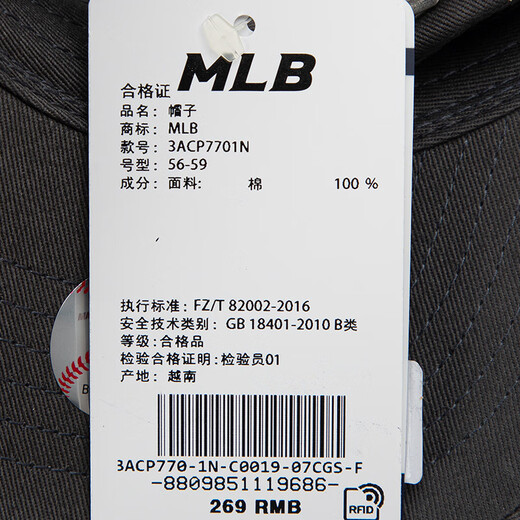 MLB
合格证
品名: 帽子
商标: MLB
款号: 3ACP7701N
号型: 56-59
成分: 面料: 棉 100 %
执行标准: FZ/T 82002-2016
安全技术类别: GB 18401-2010 B类
等级:合格品
检验合格证明:检验员01
产地: 越南
3ACP770-1N-C0019-07CGS-F
-8809851119686-
269 RMB
RFID